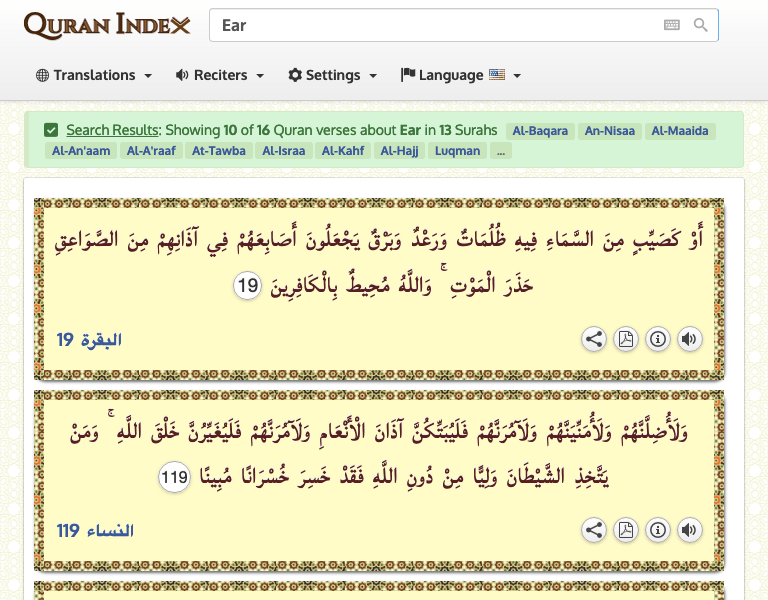 Quran Index
Ear
Translations
Reciters
Settings
Language
Search Results: Showing 10 of 16 Quran verses about Ear in 13 Surahs Al-Baqara An-Nisaa Al-Maaida
Al-An'aam Al-A'raaf At-Tawba Al-Israa Al-Kahf Al-Hajj Luqman ...
أَوْ كَصَيِّبٍ مِنَ السَّمَاءِ فِيهِ ظُلُمَاتٌ وَرَعْدٌ وَبَرْقٌ يَجْعَلُونَ أَصَابِعَهُمْ فِي آذَانِهِمْ مِنَ الصَّوَاعِقِ
حَذَرَ الْمَوْتِ ۚ وَاللَّهُ مُحِيطٌ بِالْكَافِرِينَ 19
البقرة 19
وَلَأُضِلَّنَّهُمْ وَلَأُمَنِّيَنَّهُمْ وَلَآمُرَنَّهُمْ فَلَيُبَتِّكُنَّ آذَانَ الْأَنْعَامِ وَلَآمُرَنَّهُمْ فَلَيُغَيِّرُنَّ خَلْقَ اللَّهِ ۚ وَمَنْ
يَتَّخِذِ الشَّيْطَانَ وَلِيًّا مِنْ دُونِ اللَّهِ فَقَدْ خَسِرَ خُسْرَانًا مُبِينًا 119
النساء 119